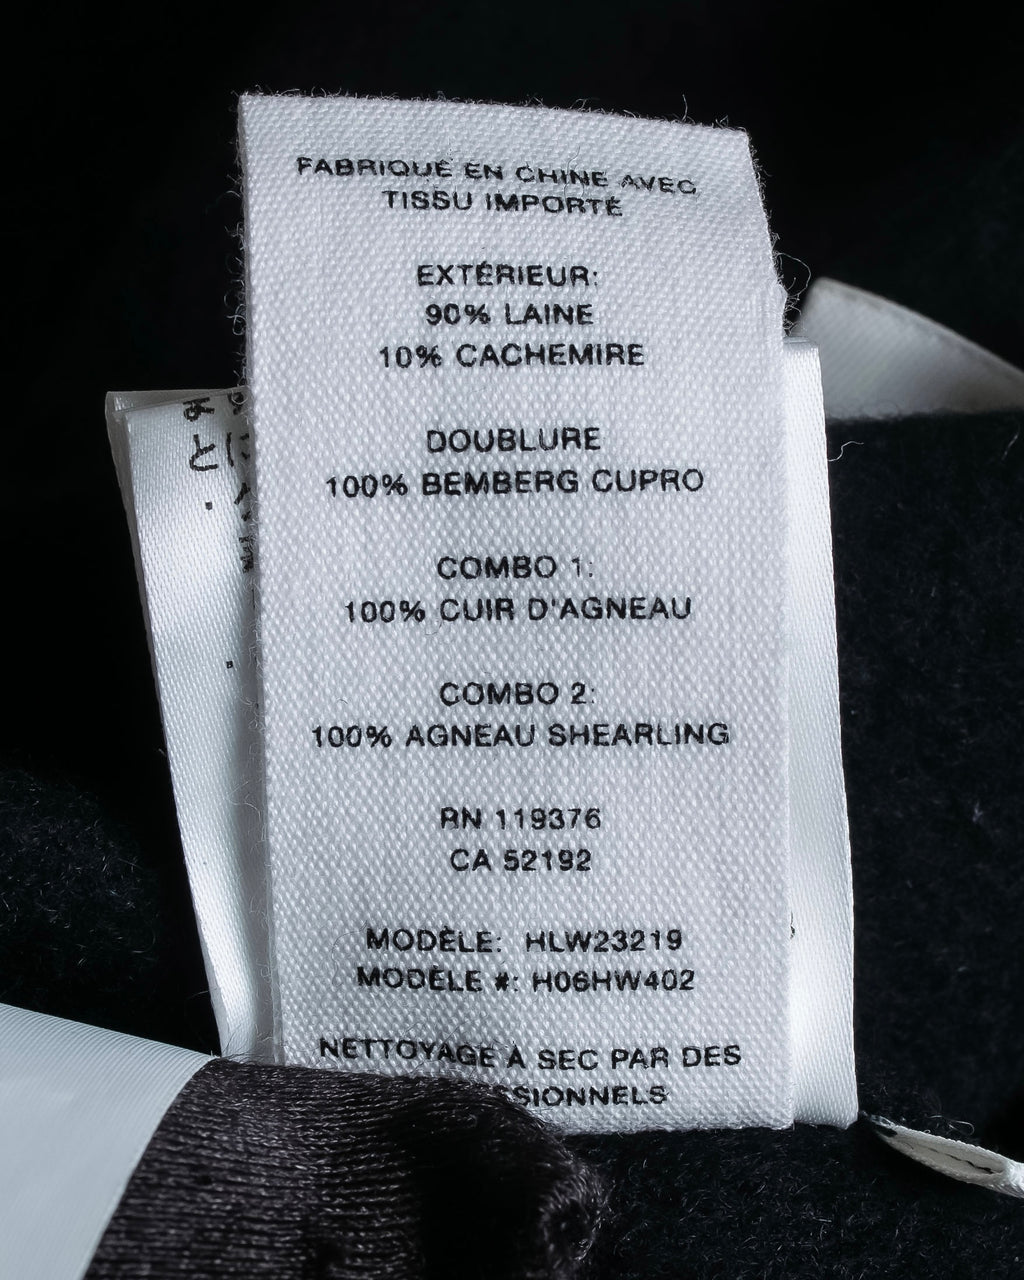 FABRIQUÉ EN CHINE AVEC
TISSU IMPORTÉ
EXTÉRIEUR:
90% LAINE
10% CACHEMIRE
DOUBLURE
100% BEMBERG CUPRO
COMBO 1:
100% CUIR D'AGNEAU
COMBO 2:
100% AGNEAU SHEARLING
RN 119376
CA 52192
MODÈLE: HLW23219
MODÈLE #: H06HW402
NETTOYAGE À SEC PAR DES